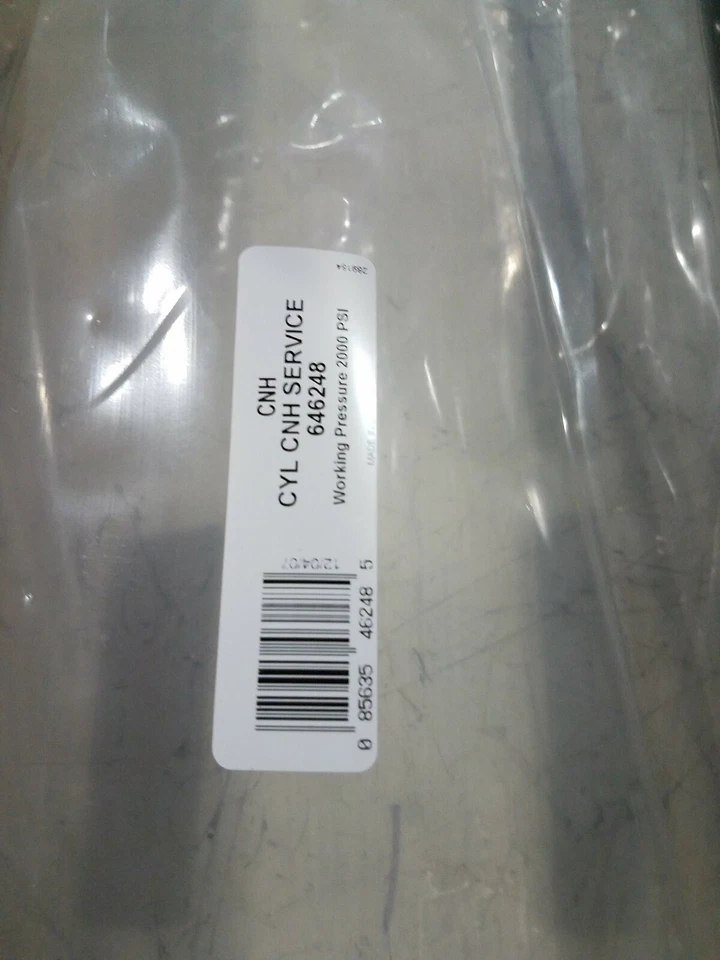 CNH
CYL CNH SERVICE
646248
Working Pressure 2000 PSI
0 85635 46248 5